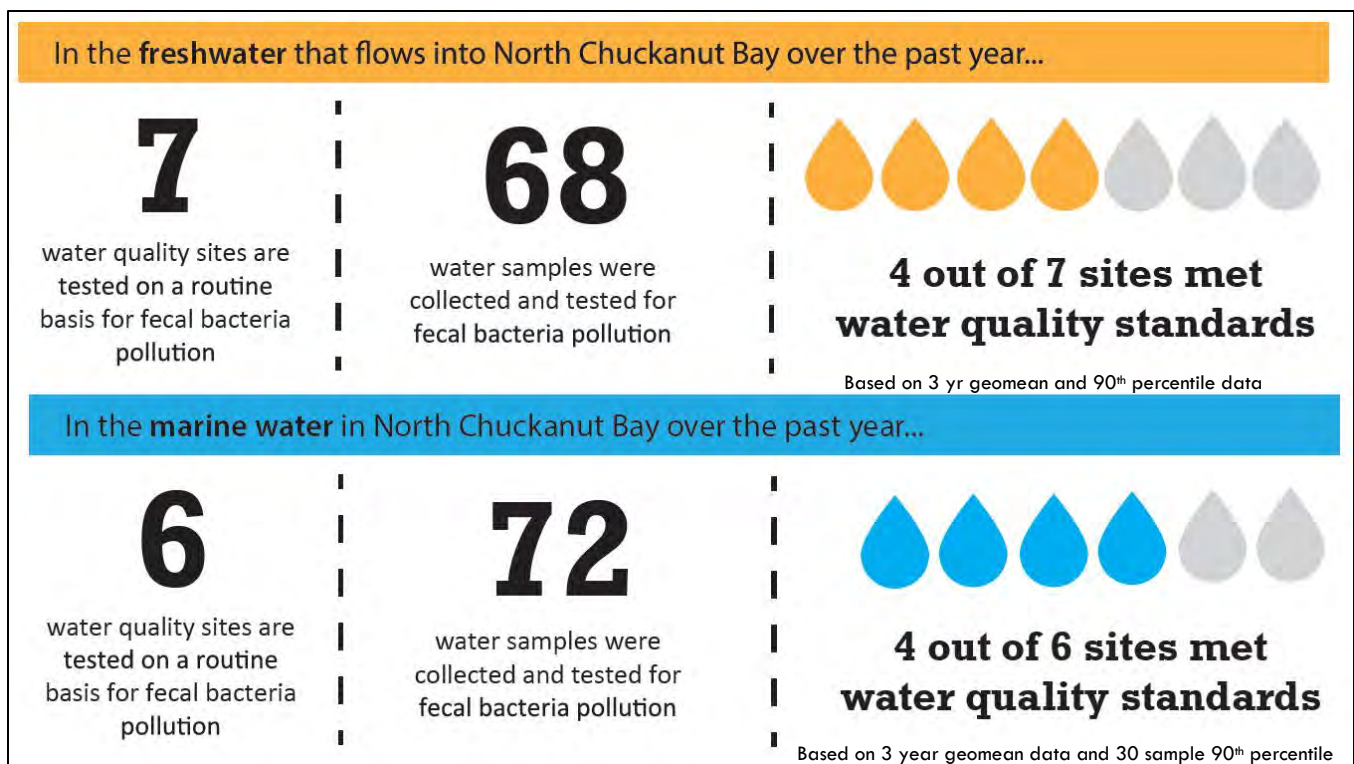 In the freshwater that flows into North Chuckanut Bay over the past year...
7
water quality sites are
tested on a routine
basis for fecal bacteria
pollution
68
water samples were
collected and tested for
fecal bacteria pollution
4 out of 7 sites met
water quality standards
Based on 3 yr geomean and 90th percentile data
In the marine water in North Chuckanut Bay over the past year...
6
water quality sites are
tested on a routine
basis for fecal bacteria
pollution
72
water samples were
collected and tested for
fecal bacteria pollution
4 out of 6 sites met
water quality standards
Based on 3 year geomean data and 30 sample 90th percentile